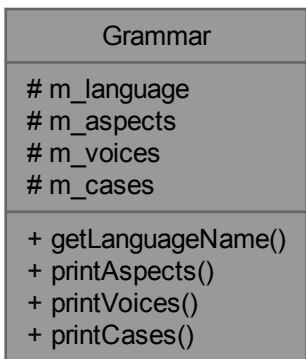 Grammar
# m_language
# m_aspects
# m_voices
# m_cases
+ getLanguageName()
+ printAspects()
+ printVoices()
+ printCases()